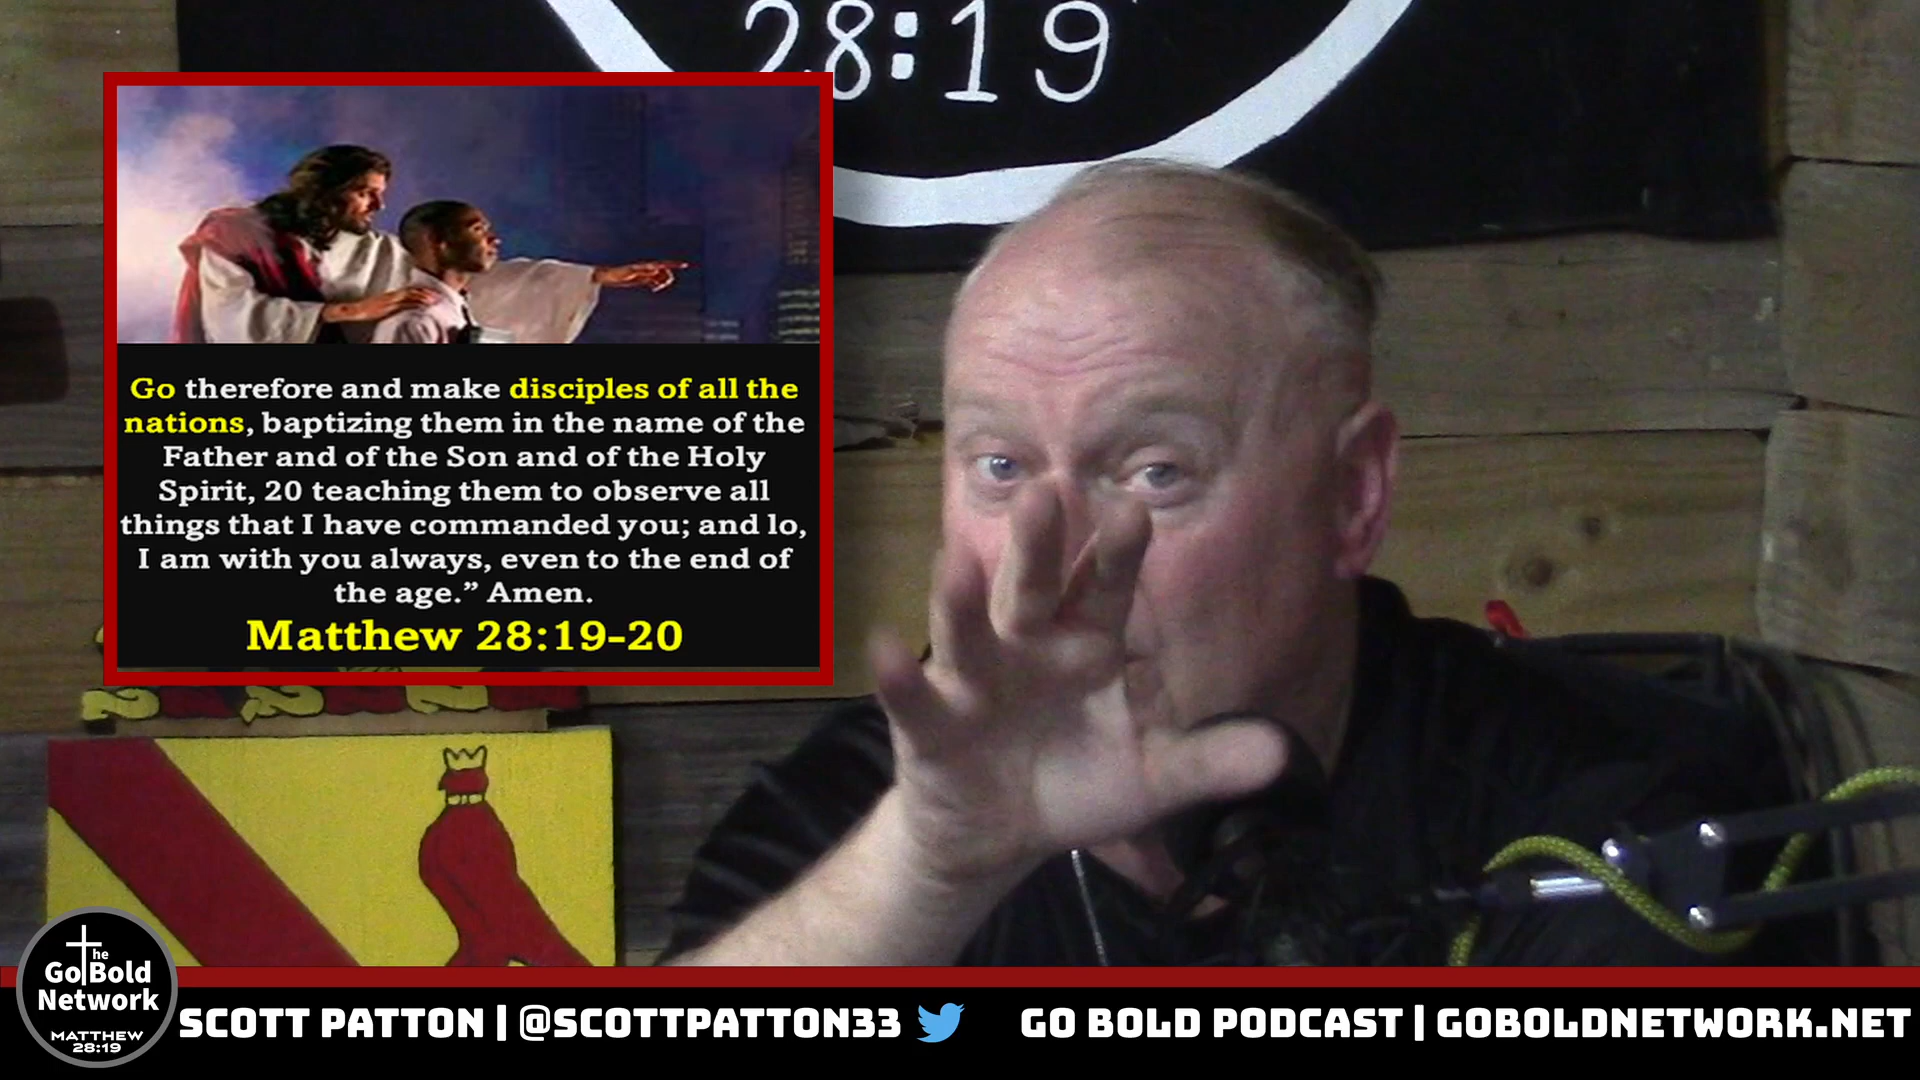 28:19
Go therefore and make disciples of all the
nations, baptizing them in the name of the
Father and of the Son and of the Holy
Spirit, 20 teaching them to observe all
things that I have commanded you; and lo,
I am with you always, even to the end of
the age.” Amen.
Matthew 28:19-20
the
Go Bold
Network
MATTHEW
28:19
SCOTT PATTON | @SCOTTPATTON33
GO BOLD PODCAST | GOBOLDNETWORK.NET